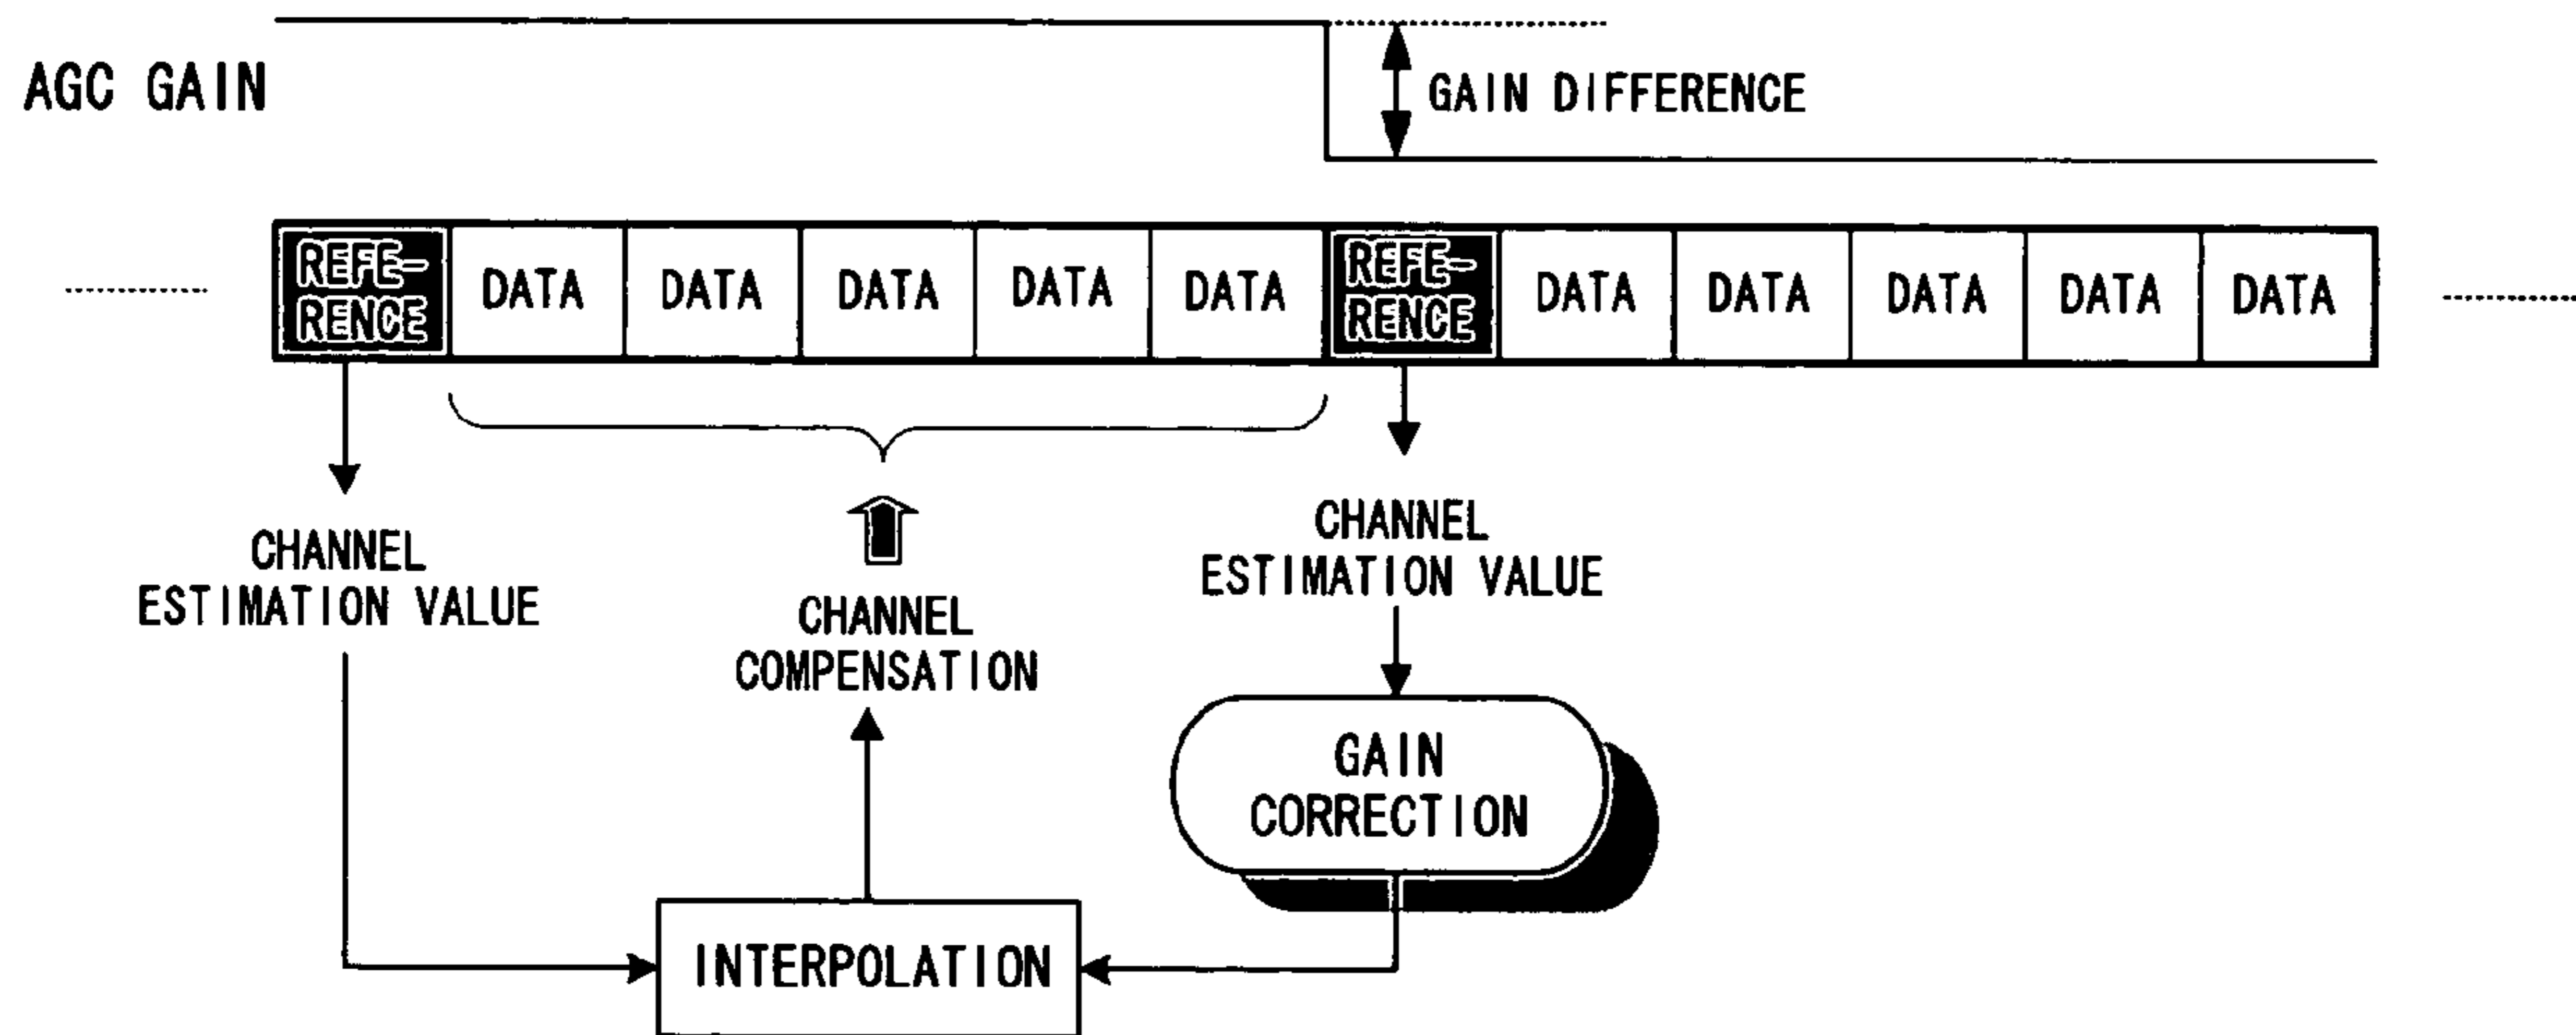 AGC GAIN
GAIN DIFFERENCE
REFE-
RENCE
DATA
DATA
DATA
DATA
DATA
REFE-
RENCE
DATA
DATA
DATA
DATA
DATA
CHANNEL
ESTIMATION VALUE
CHANNEL
COMPENSATION
CHANNEL
ESTIMATION VALUE
GAIN
CORRECTION
INTERPOLATION